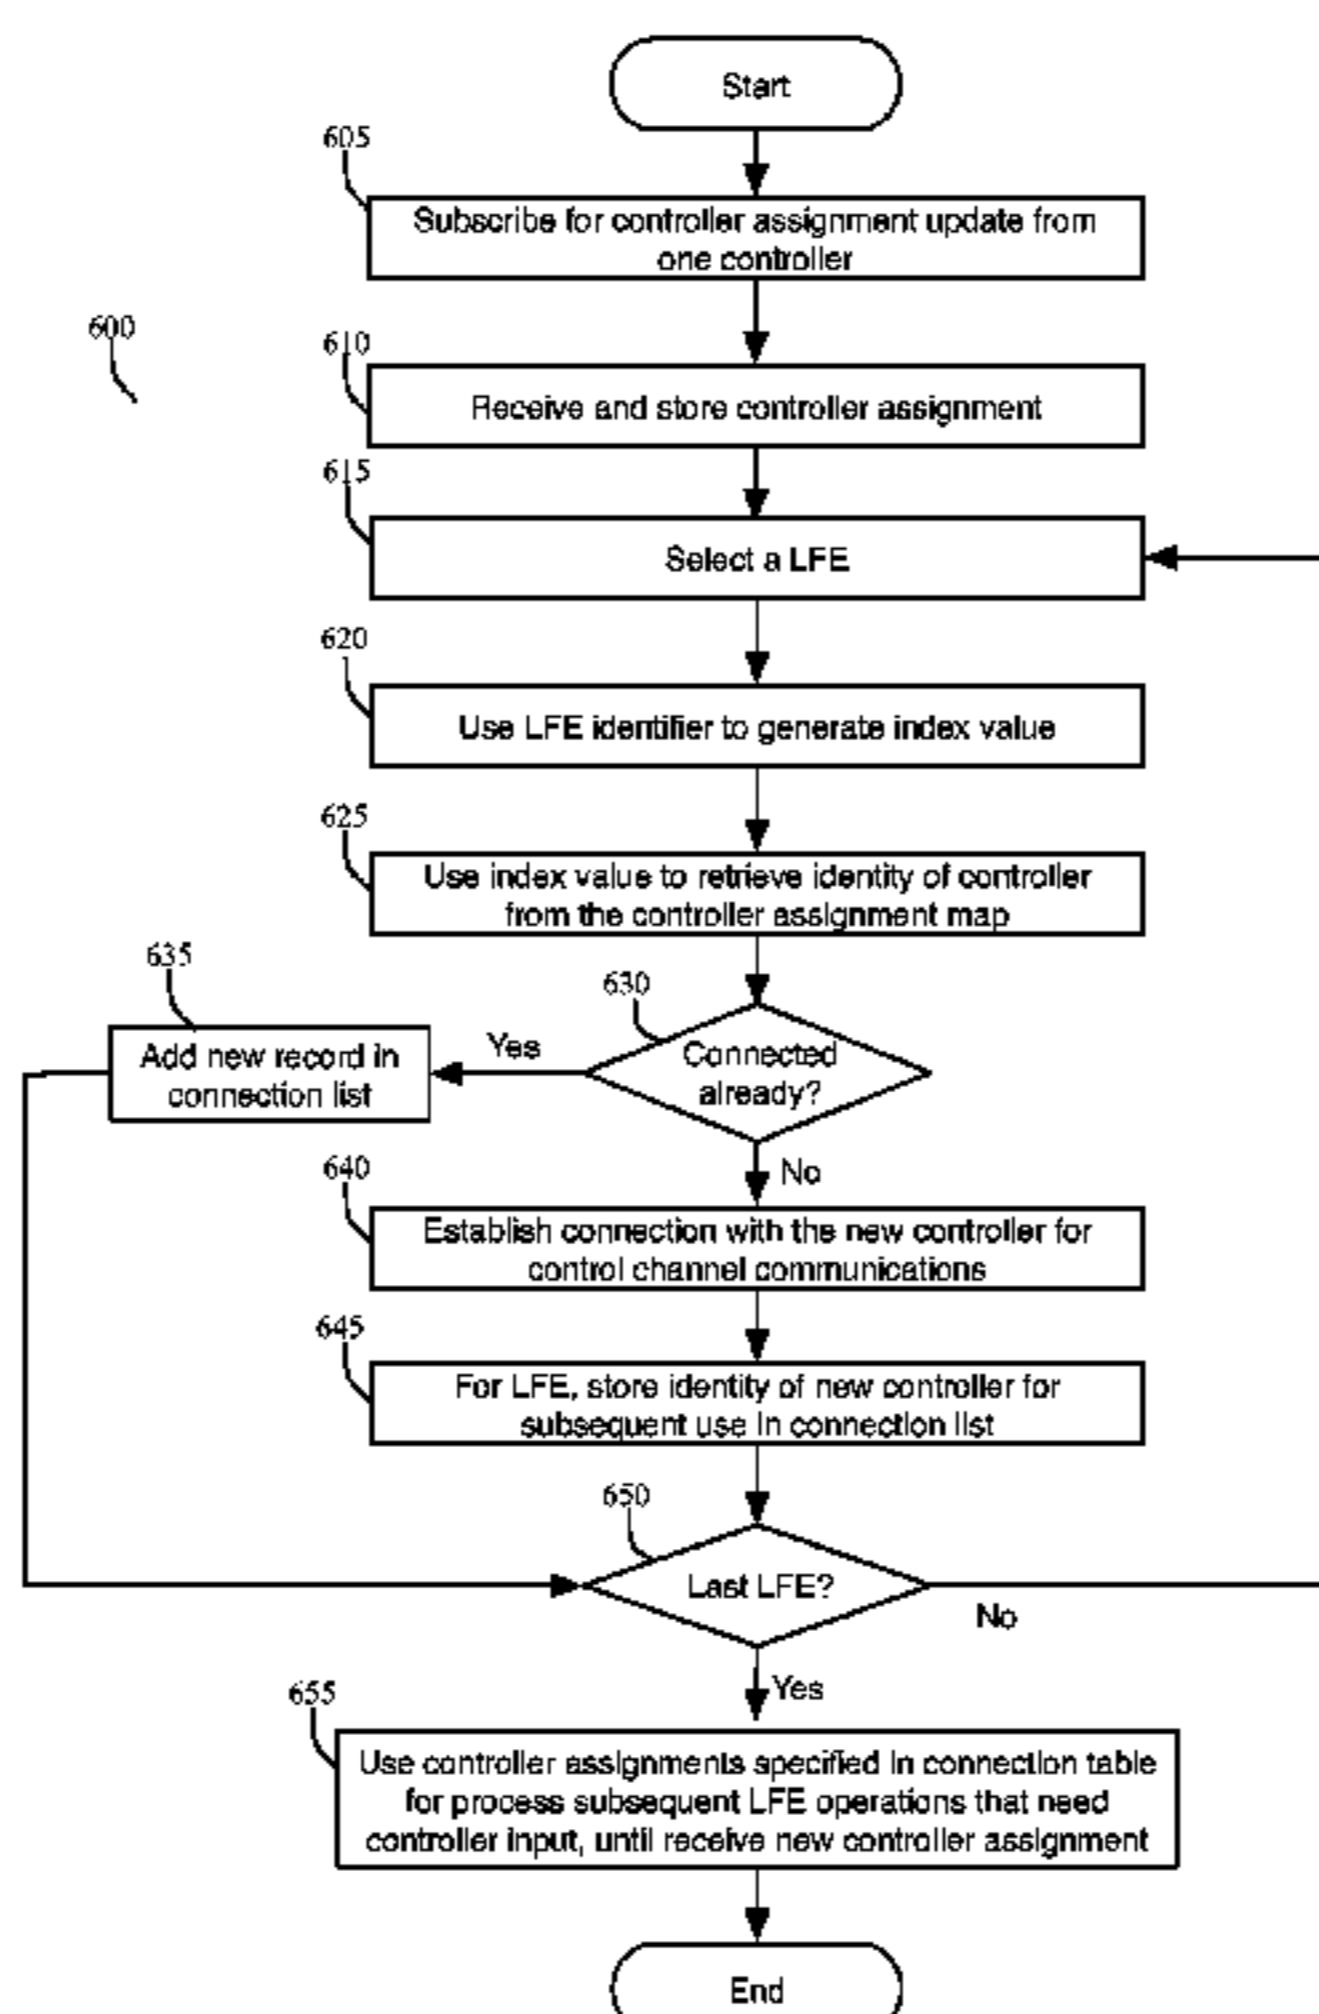 Start
605
Subscribe for controller assignment update from
one controller
600
610
Receive and store controller assignment
615
Select a LFE
620
Use LFE identifier to generate index value
625
Use index value to retrieve identity of controller
from the controller assignment map
635
630
Add new record in
connection list
Yes
Connected
already?
No
640
Establish connection with the new controller for
control channel communications
645
For LFE, store identity of new controller for
subsequent use in connection list
650
Last LFE?
No
Yes
655
Use controller assignments specified in connection table
for process subsequent LFE operations that need
controller input, until receive new controller assignment
End